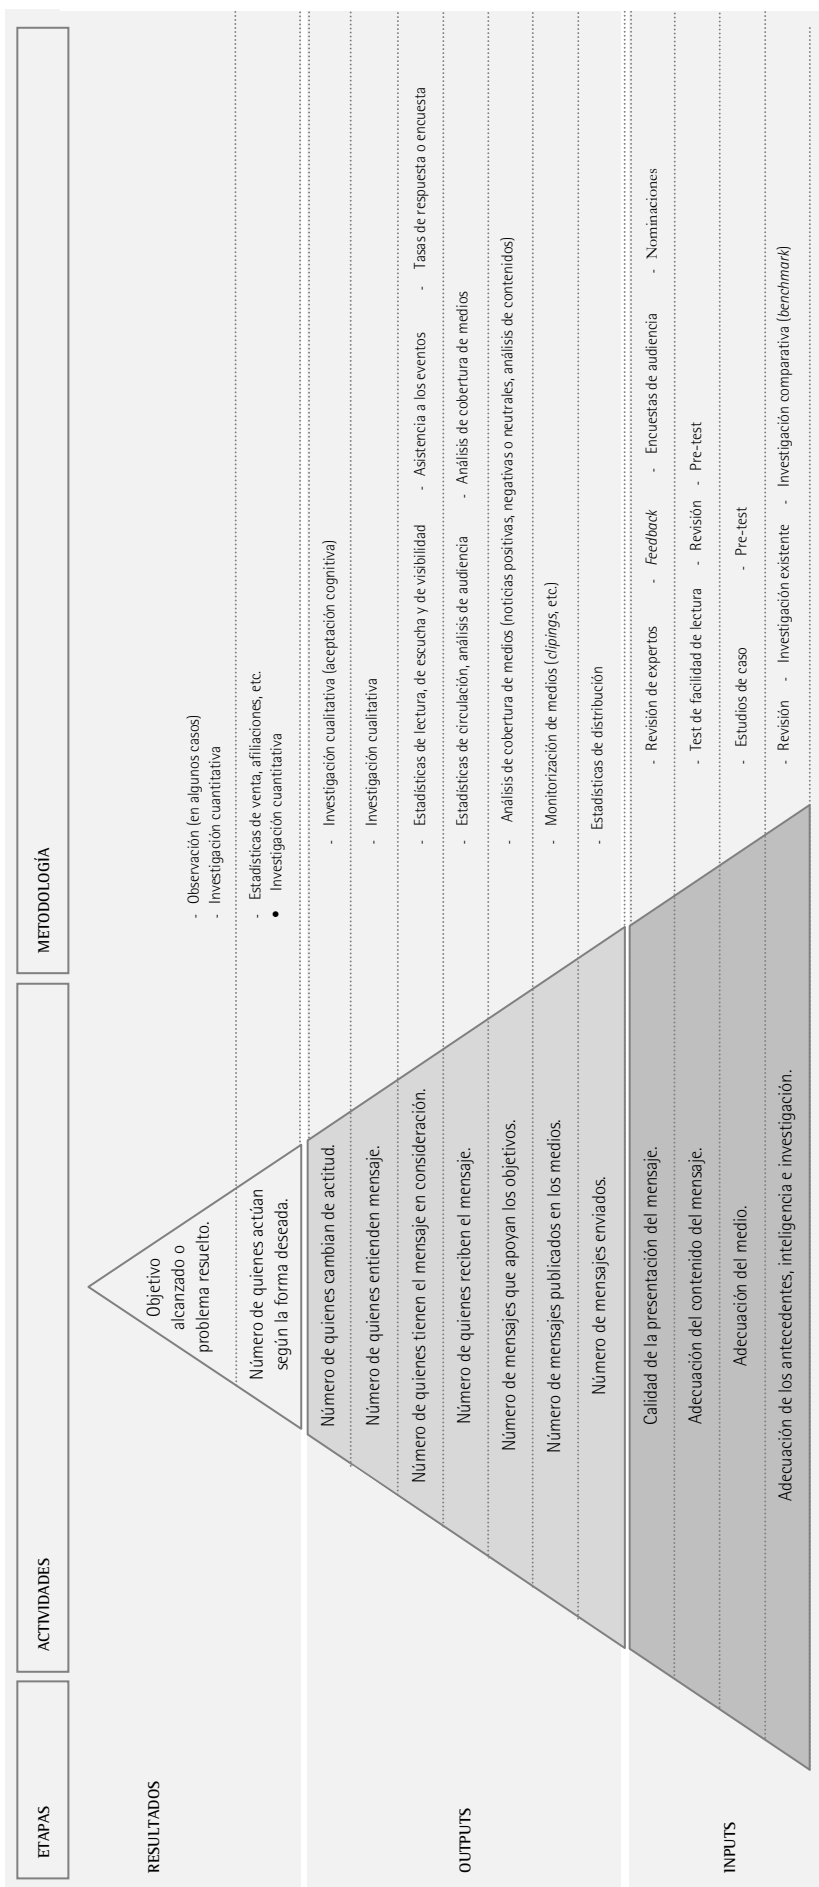 ETAPAS
ACTIVIDADES
METODOLOGÍA
RESULTADOS
Objetivo
alcanzado o
problema resuelto.
- Observación (en algunos casos)
- Investigación cuantitativa
Número de quienes actúan
según la forma deseada.
- Estadísticas de venta, afiliaciones, etc.
● Investigación cuantitativa
OUTPUTS
Número de quienes cambian de actitud.
- Investigación cualitativa (aceptación cognitiva)
Número de quienes entienden mensaje.
- Investigación cualitativa
Número de quienes tienen el mensaje en consideración.
- Estadísticas de lectura, de escucha y de visibilidad - Asistencia a los eventos - Tasas de respuesta o encuesta
Número de quienes reciben el mensaje.
- Estadísticas de circulación, análisis de audiencia - Análisis de cobertura de medios
Número de mensajes que apoyan los objetivos.
- Análisis de cobertura de medios (noticias positivas, negativas o neutrales, análisis de contenidos)
Número de mensajes publicados en los medios.
- Monitorización de medios (clipings, etc.)
Número de mensajes enviados.
- Estadísticas de distribución
INPUTS
Calidad de la presentación del mensaje.
- Revisión de expertos - Feedback - Encuestas de audiencia - Nominaciones
Adecuación del contenido del mensaje.
- Test de facilidad de lectura - Revisión - Pre-test
Adecuación del medio.
- Estudios de caso - Pre-test
Adecuación de los antecedentes, inteligencia e investigación.
- Revisión - Investigación existente - Investigación comparativa (benchmark)